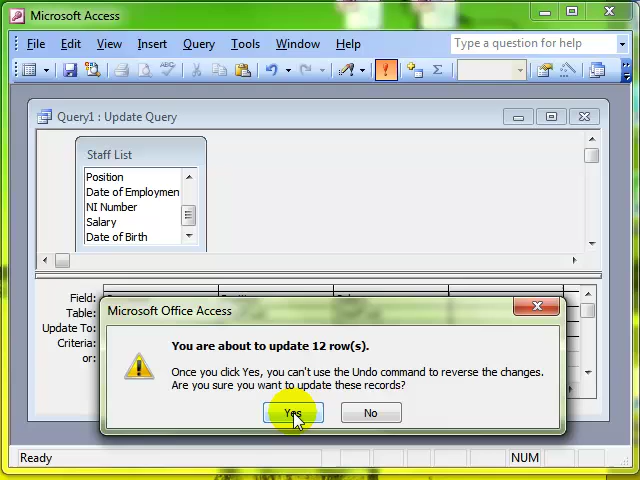 Microsoft Access
File Edit View Insert Query Tools Window Help Type a question for help
Query1 : Update Query
Staff List
Position
Date of Employmen
NI Number
Salary
Date of Birth
Field:
Table:
Update To:
Criteria:
or:
Microsoft Office Access
You are about to update 12 row(s).
Once you click Yes, you can't use the Undo command to reverse the changes.
Are you sure you want to update these records?
Yes No
Ready NUM